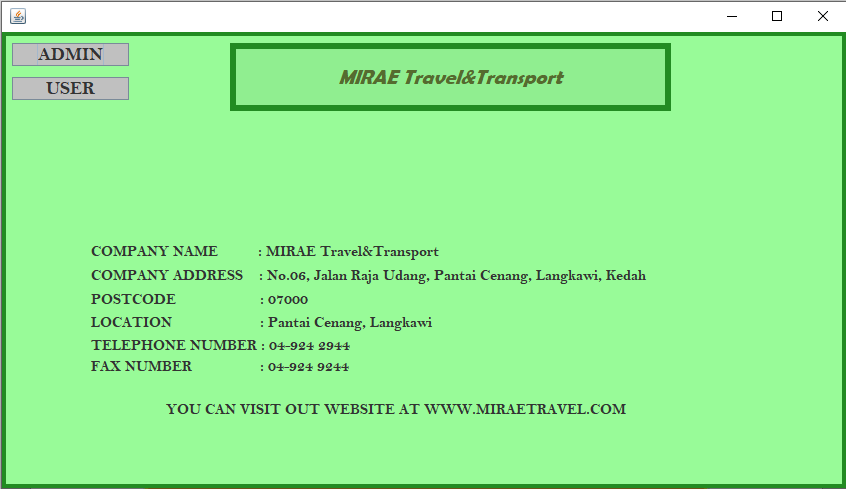 ADMIN
USER
MIRAE Travel&Transport
COMPANY NAME : MIRAE Travel&Transport
COMPANY ADDRESS : No.06, Jalan Raja Udang, Pantai Cenang, Langkawi, Kedah
POSTCODE : 07000
LOCATION : Pantai Cenang, Langkawi
TELEPHONE NUMBER : 04-924 2944
FAX NUMBER : 04-924 9244
YOU CAN VISIT OUT WEBSITE AT WWW.MIRAETRAVEL.COM